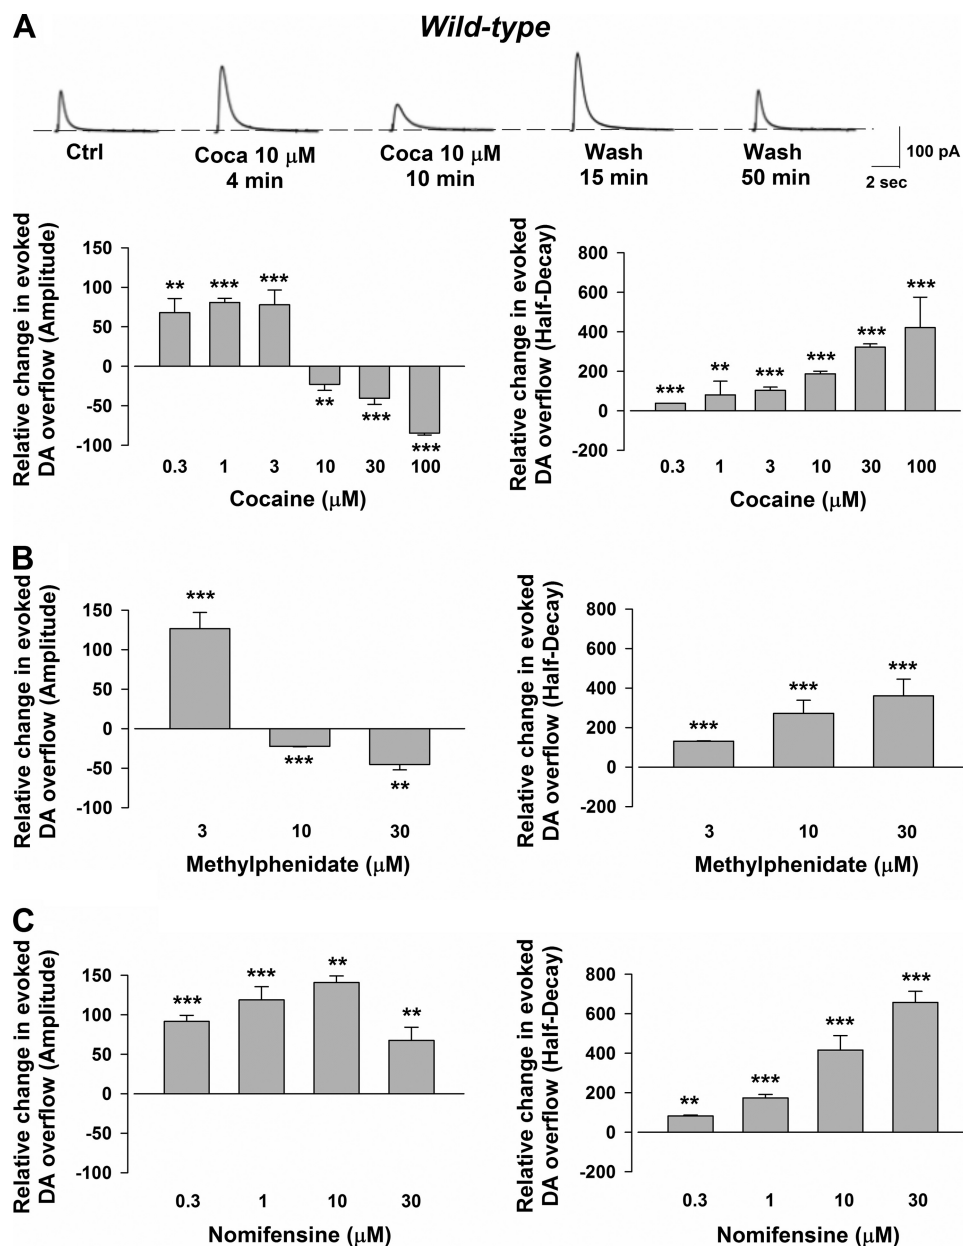 A
Wild-type
Ctrl
Coca 10 μM
4 min
Coca 10 μM
10 min
Wash
15 min
Wash
50 min
100 pA
2 sec
Relative change in evoked
DA overflow (Amplitude)
150
100
50
0
-50
-100
**
***
***
**
***
***
0.3
1
3
10
30
100
Cocaine (μM)
Relative change in evoked
DA overflow (Half-Decay)
800
600
400
200
0
-200
***
**
***
***
***
***
0.3
1
3
10
30
100
Cocaine (μM)
B
Relative change in evoked
DA overflow (Amplitude)
150
100
50
0
-50
-100
***
***
**
3
10
30
Methylphenidate (μM)
Relative change in evoked
DA overflow (Half-Decay)
800
600
400
200
0
-200
***
***
***
3
10
30
Methylphenidate (μM)
C
Relative change in evoked
DA overflow (Amplitude)
150
100
50
0
-50
-100
***
***
**
**
0.3
1
10
30
Nomifensine (μM)
Relative change in evoked
DA overflow (Half-Decay)
800
600
400
200
0
-200
**
***
***
***
0.3
1
10
30
Nomifensine (μM)